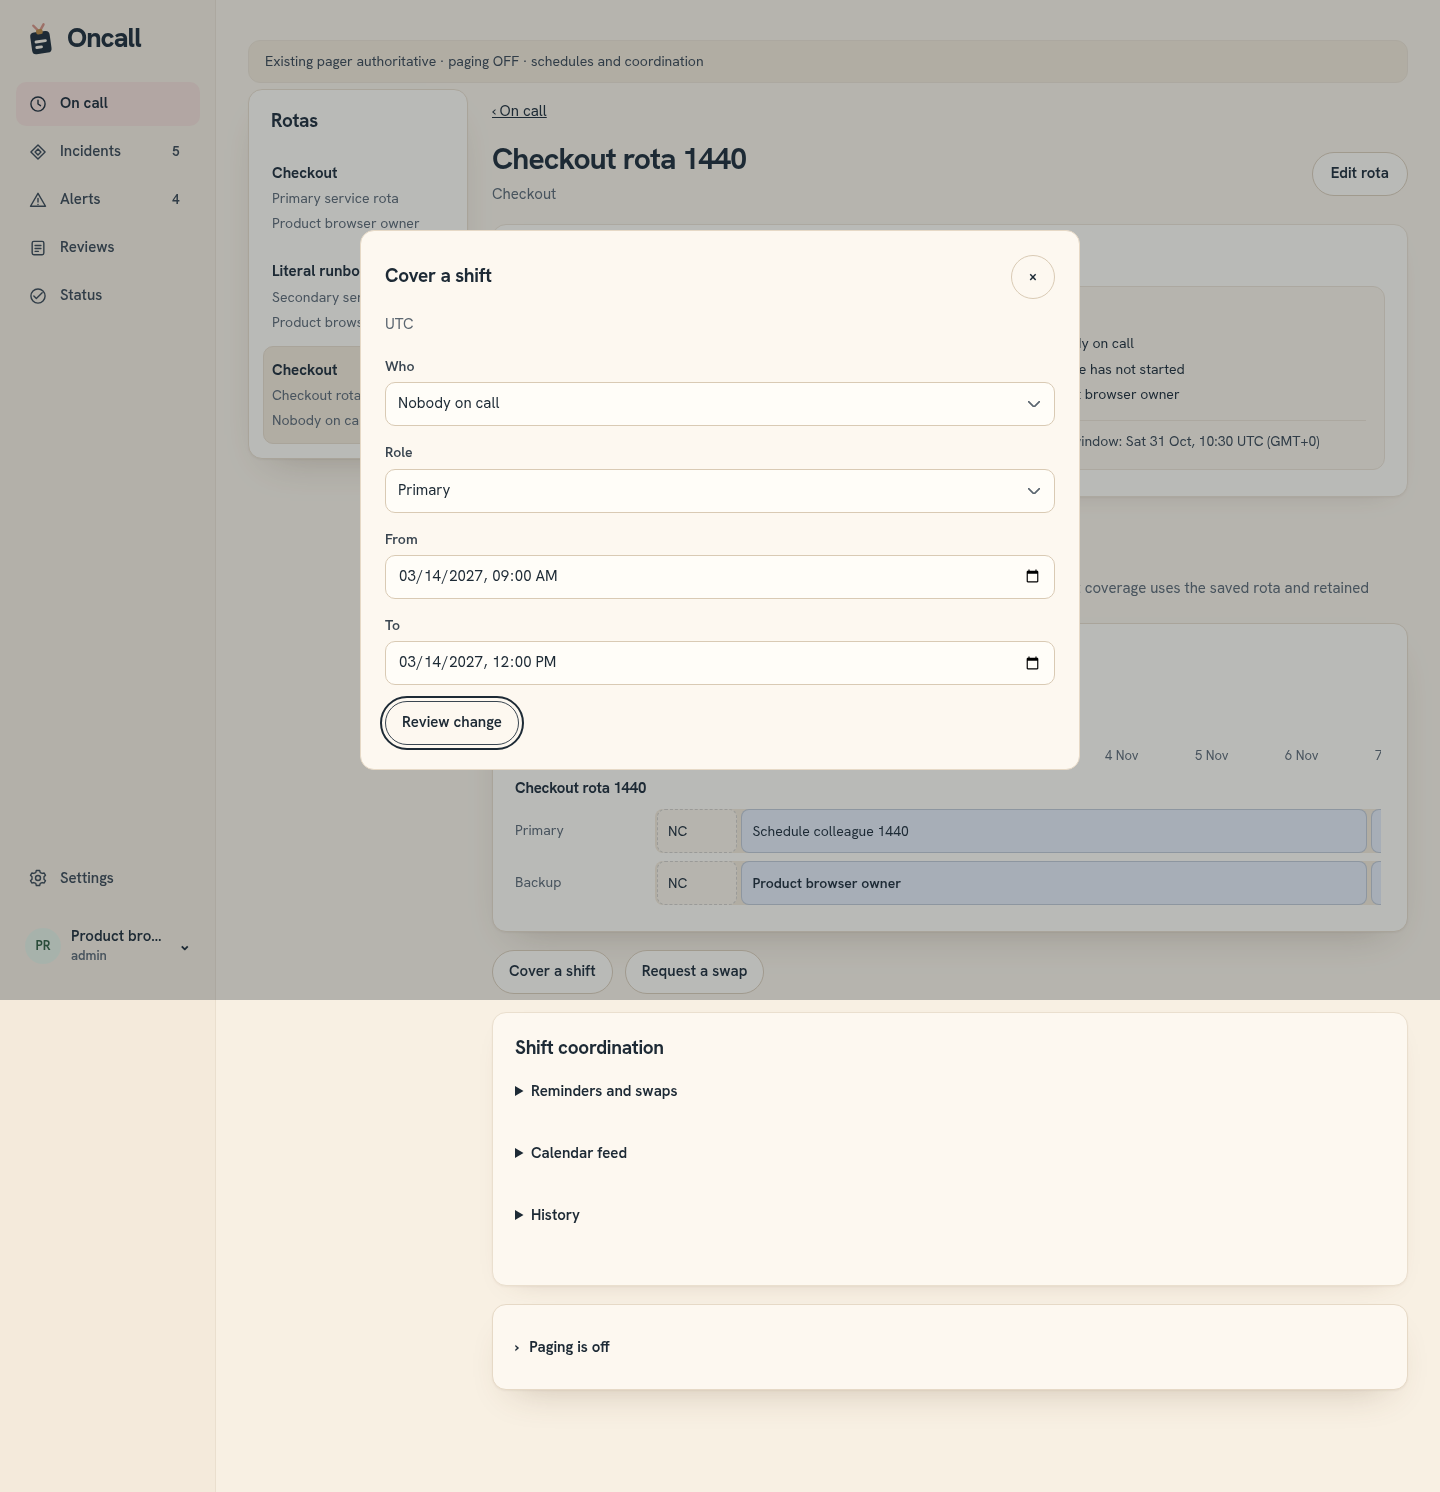 Oncall
On call
Incidents 5
Alerts 4
Reviews
Status
Settings
PR
Product bro...
admin
Existing pager authoritative · paging OFF · schedules and coordination
Rotas
Checkout
Primary service rota
Product browser owner
Literal runbo
Secondary ser
Product brows
Checkout
Checkout rota
Nobody on ca
‹ On call
Checkout rota 1440
Checkout
Edit rota
y on call
e has not started
browser owner
indow: Sat 31 Oct, 10:30 UTC (GMT+0)
coverage uses the saved rota and retained
Cover a shift
×
UTC
Who
Nobody on call
Role
Primary
From
03/14/2027, 09:00 AM
To
03/14/2027, 12:00 PM
Review change
4 Nov 5 Nov 6 Nov 7
Checkout rota 1440
Primary NC Schedule colleague 1440
Backup NC Product browser owner
Cover a shift Request a swap
Shift coordination
▶ Reminders and swaps
▶ Calendar feed
▶ History
› Paging is off